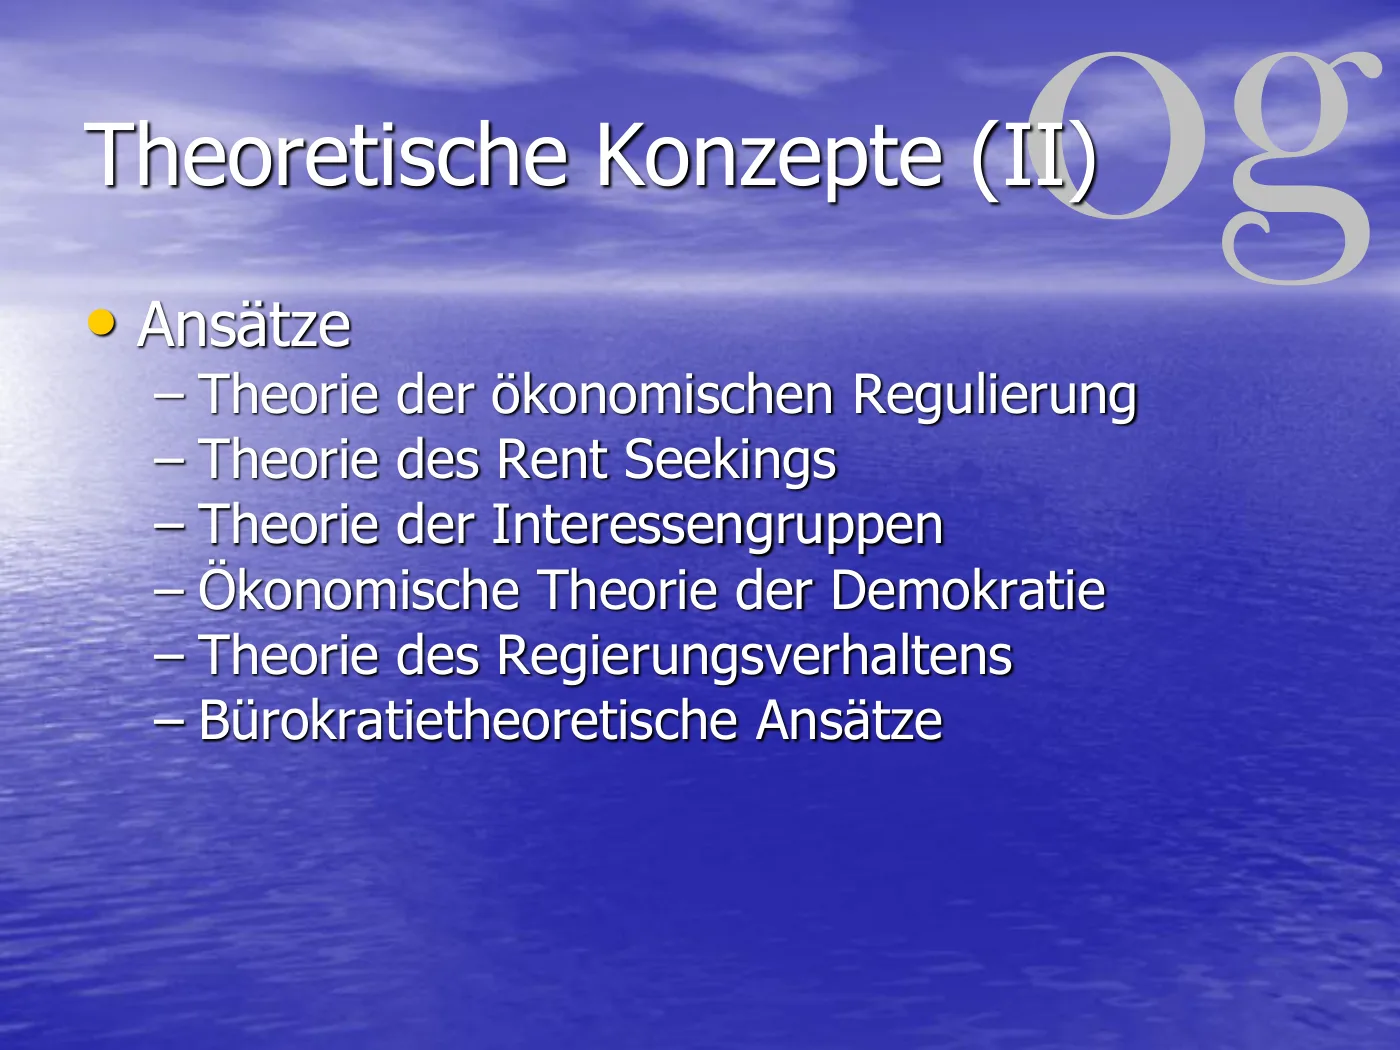 og
Theoretische Konzepte (II)
• Ansätze
– Theorie der ökonomischen Regulierung
– Theorie des Rent Seekings
– Theorie der Interessengruppen
– Ökonomische Theorie der Demokratie
– Theorie des Regierungsverhaltens
– Bürokratietheoretische Ansätze